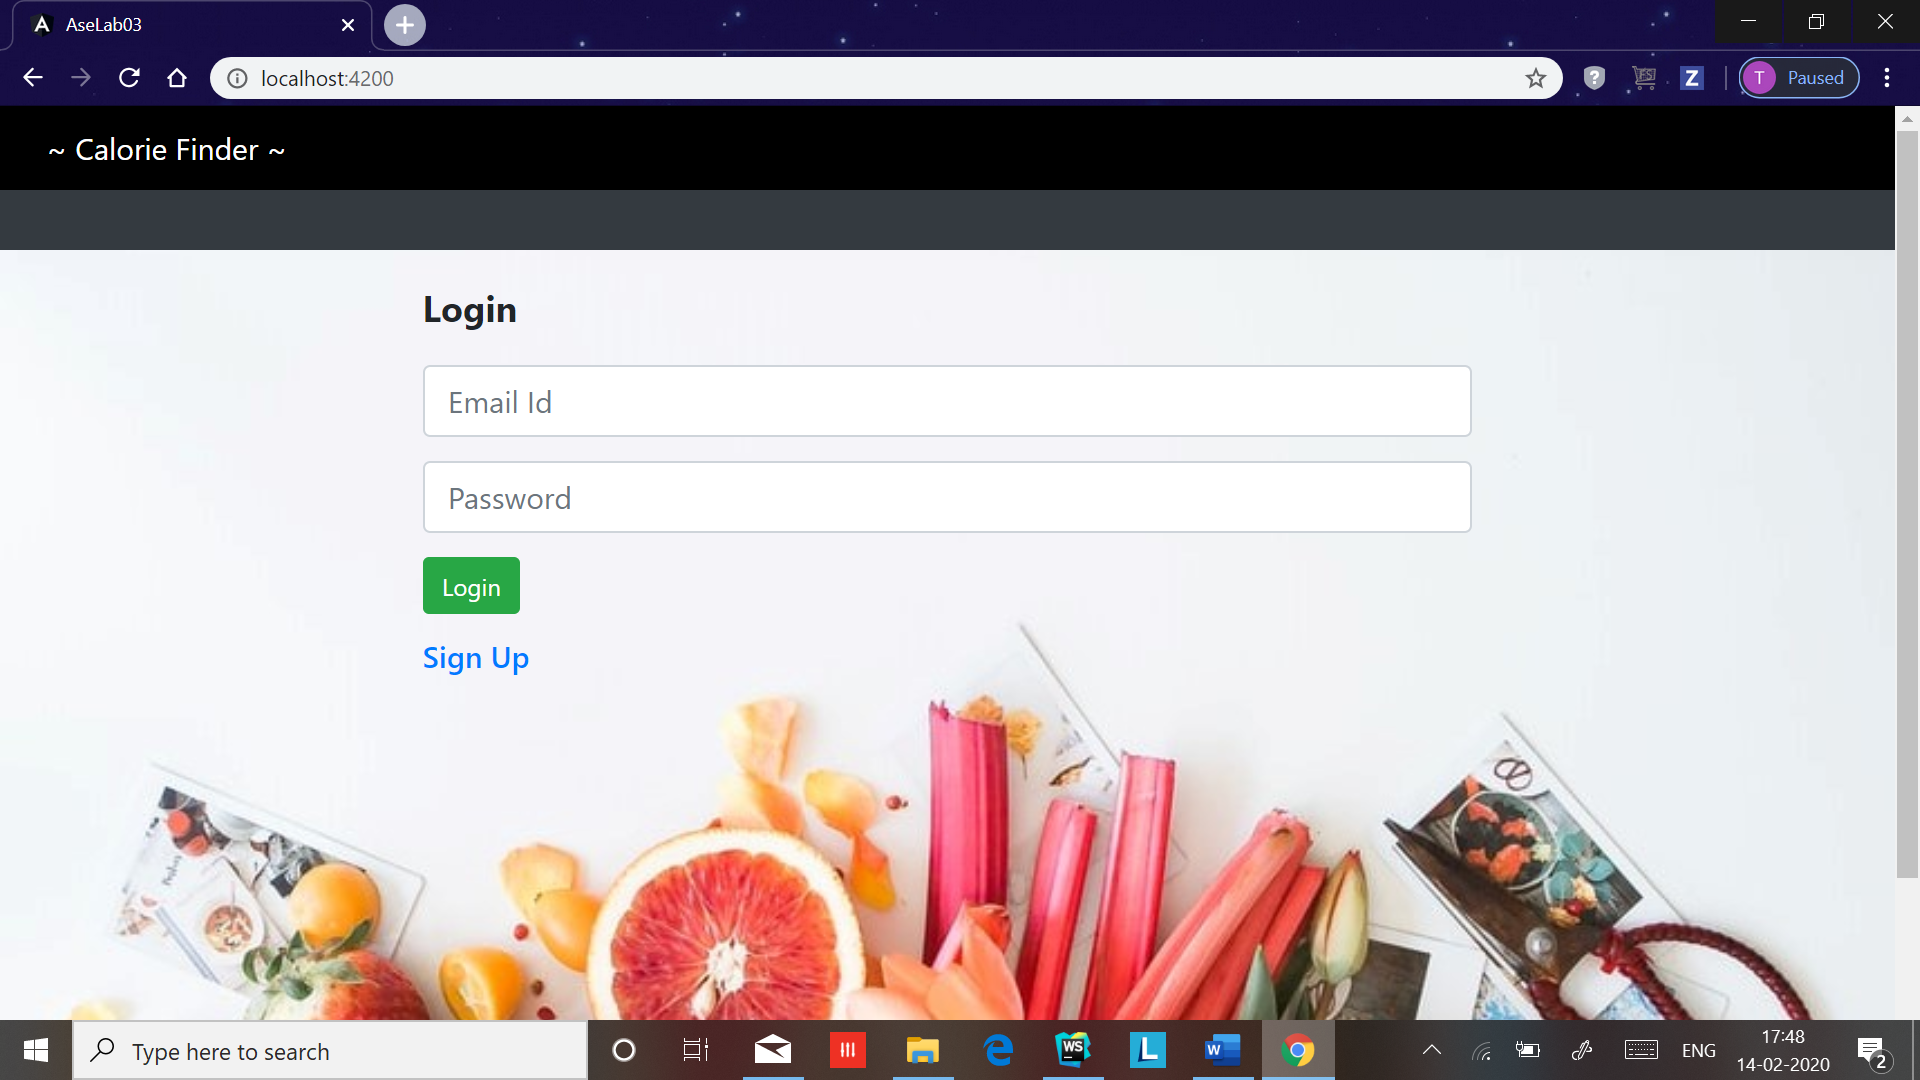 AseLab03
localhost:4200
T Paused
~ Calorie Finder ~
Login
Email Id
Password
Login
Sign Up
Type here to search
WS
L
W
ENG
17:48
14-02-2020
2